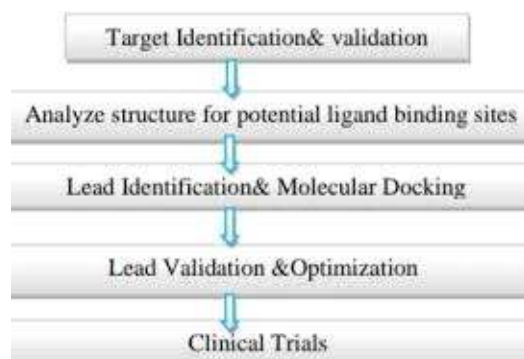 Target Identification& validation
Analyze structure for potential ligand binding sites
Lead Identification& Molecular Docking
Lead Validation &Optimization
Clinical Trials